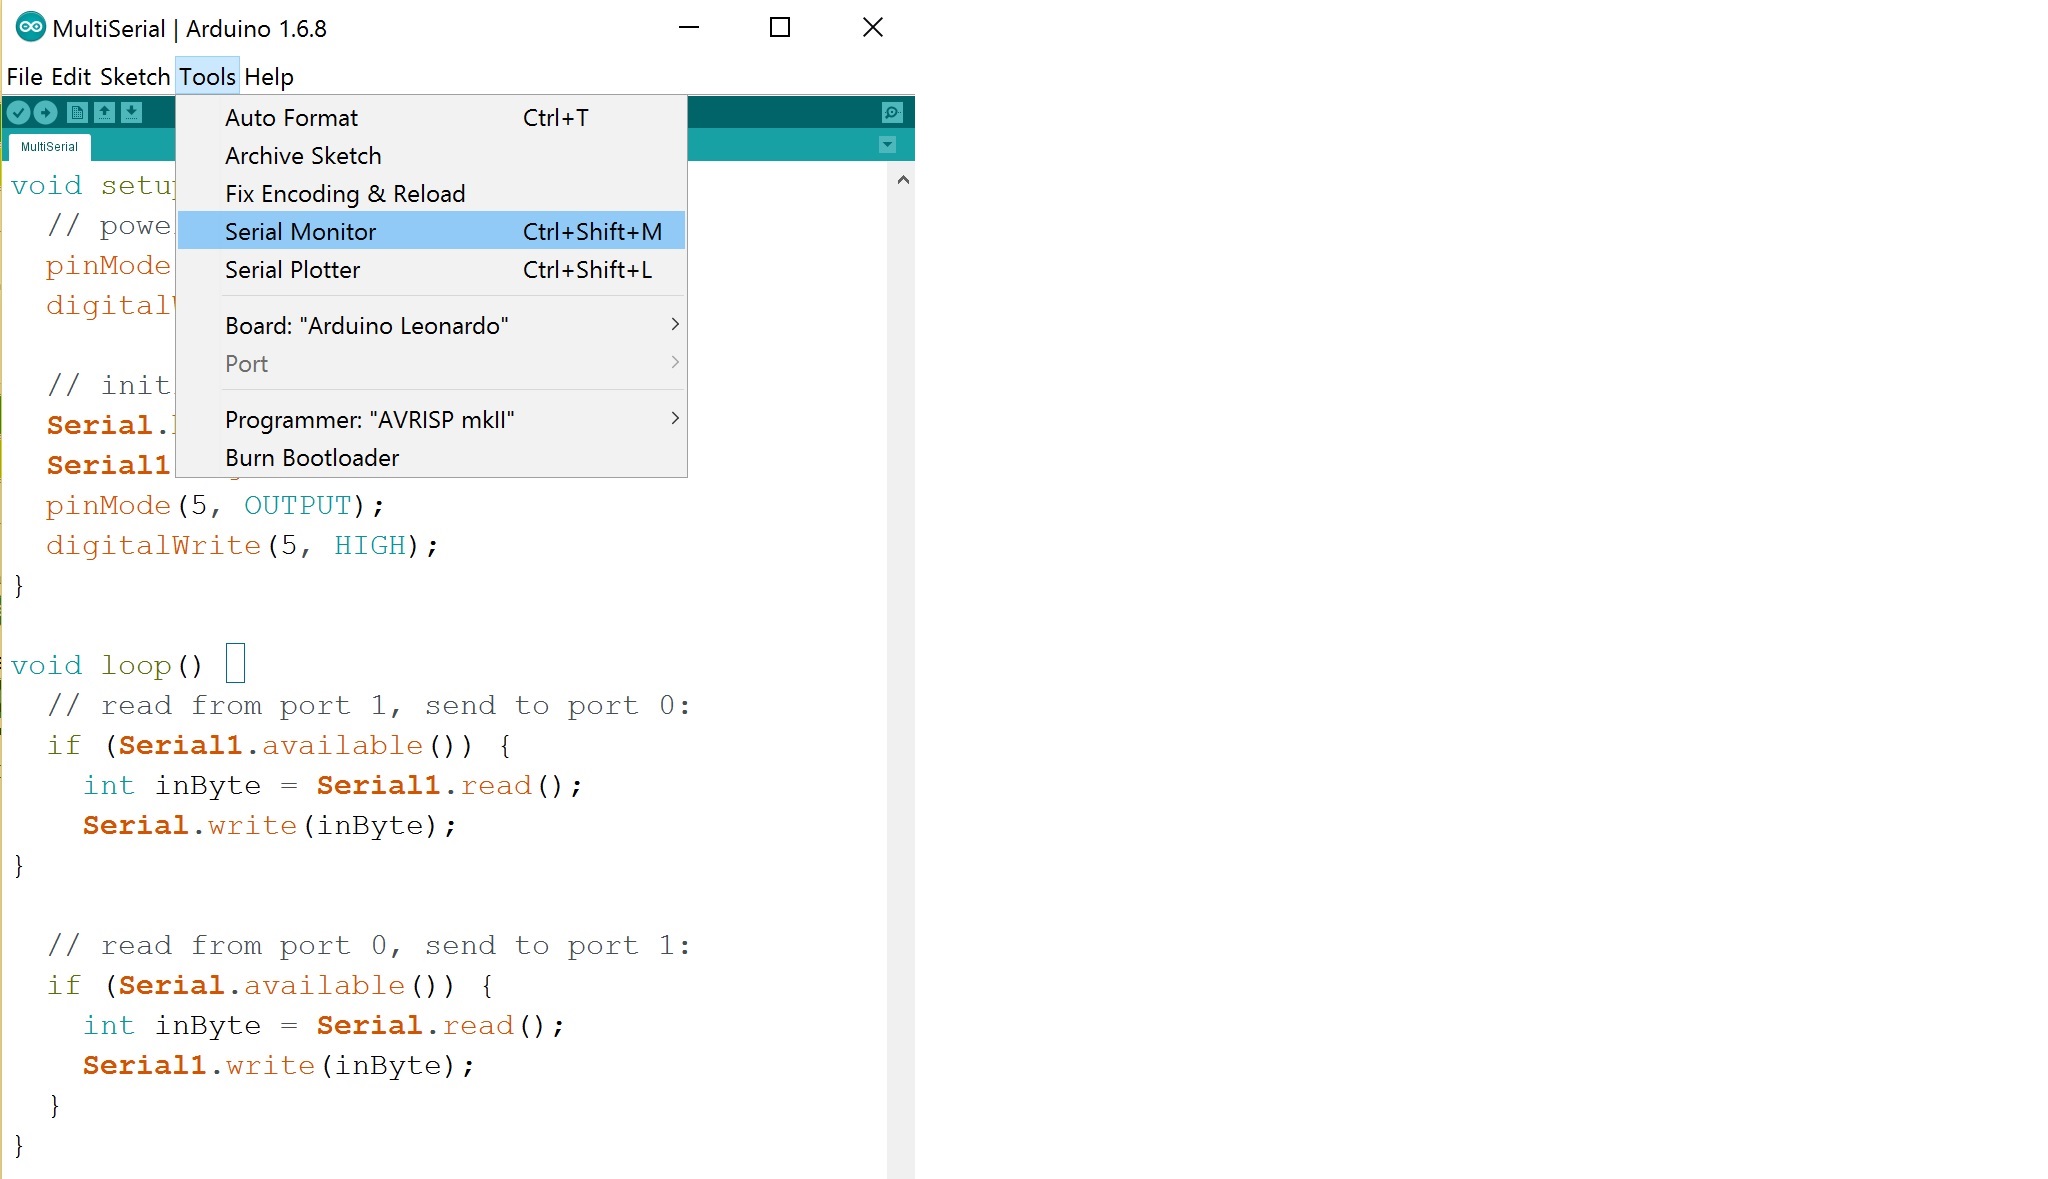 MultiSerial | Arduino 1.6.8
File Edit Sketch Tools Help
Auto Format Ctrl+T
Archive Sketch
Fix Encoding & Reload
Serial Monitor Ctrl+Shift+M
Serial Plotter Ctrl+Shift+L
Board: "Arduino Leonardo"
Port
Programmer: "AVRISP mkII"
Burn Bootloader
MultiSerial
void setup
// powe
pinMode
digitalW
// init
Serial.
Serial1
pinMode(5, OUTPUT);
digitalWrite(5, HIGH);
}
void loop()
// read from port 1, send to port 0:
if (Serial1.available()) {
int inByte = Serial1.read();
Serial.write(inByte);
}
// read from port 0, send to port 1:
if (Serial.available()) {
int inByte = Serial.read();
Serial1.write(inByte);
}
}